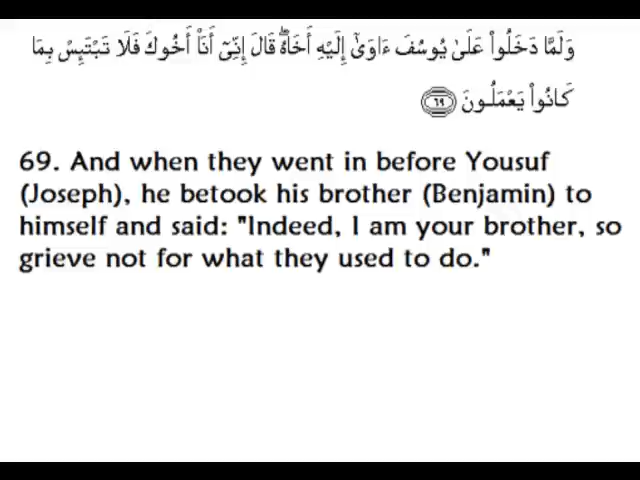 وَلَمَّا دَخَلُوا۟ عَلَىٰ يُوسُفَ ءَاوَىٰٓ إِلَيْهِ أَخَاهُ ۖ قَالَ إِنِّىٓ أَنَا۠ أَخُوكَ فَلَا تَبْتَئِسْ بِمَا
كَانُوا۟ يَعْمَلُونَ ﴿٦٩﴾
69. And when they went in before Yousuf
(Joseph), he betook his brother (Benjamin) to
himself and said: "Indeed, I am your brother, so
grieve not for what they used to do."